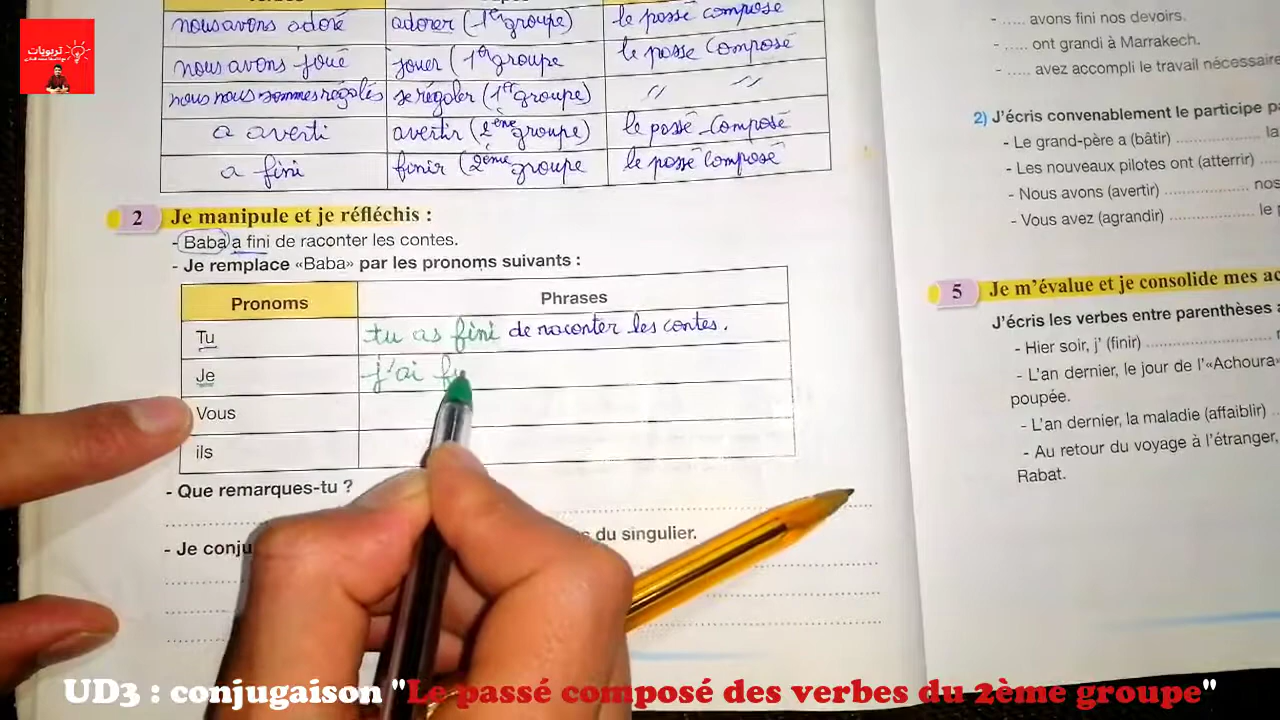 تربويات
nous avons adoré adorer (1er groupe) le passé composé
nous avons joué jouer (1er groupe le passé composé
nous nous sommes régalés se régaler (1er groupe) // //
a averti avertir (2ème groupe) le passé composé
a fini finir (2ème groupe le passé composé
2 Je manipule et je réfléchis :
- Baba a fini de raconter les contes.
- Je remplace «Baba» par les pronoms suivants :
Pronoms Phrases
Tu tu as fini de raconter les contes.
Je j'ai
Vous
ils
- Que remarques-tu ?
- Je conju du singulier.
- ..... avons fini nos devoirs.
- ..... ont grandi à Marrakech.
- ..... avez accompli le travail nécessaire
2) J'écris convenablement le participe
- Le grand-père a (bâtir) ................... la
- Les nouveaux pilotes ont (atterrir) .....
- Nous avons (avertir) ................... nos
- Vous avez (agrandir) ................... le
5 Je m'évalue et je consolide mes
J'écris les verbes entre parenthèses
- Hier soir, j' (finir) ...........................
- L'an dernier, le jour de l'«Achoura»
poupée.
- L'an dernier, la maladie (affaiblir) ..
- Au retour du voyage à l'étranger,
Rabat.
UD3 : conjugaison "Le passé composé des verbes du 2ème groupe"